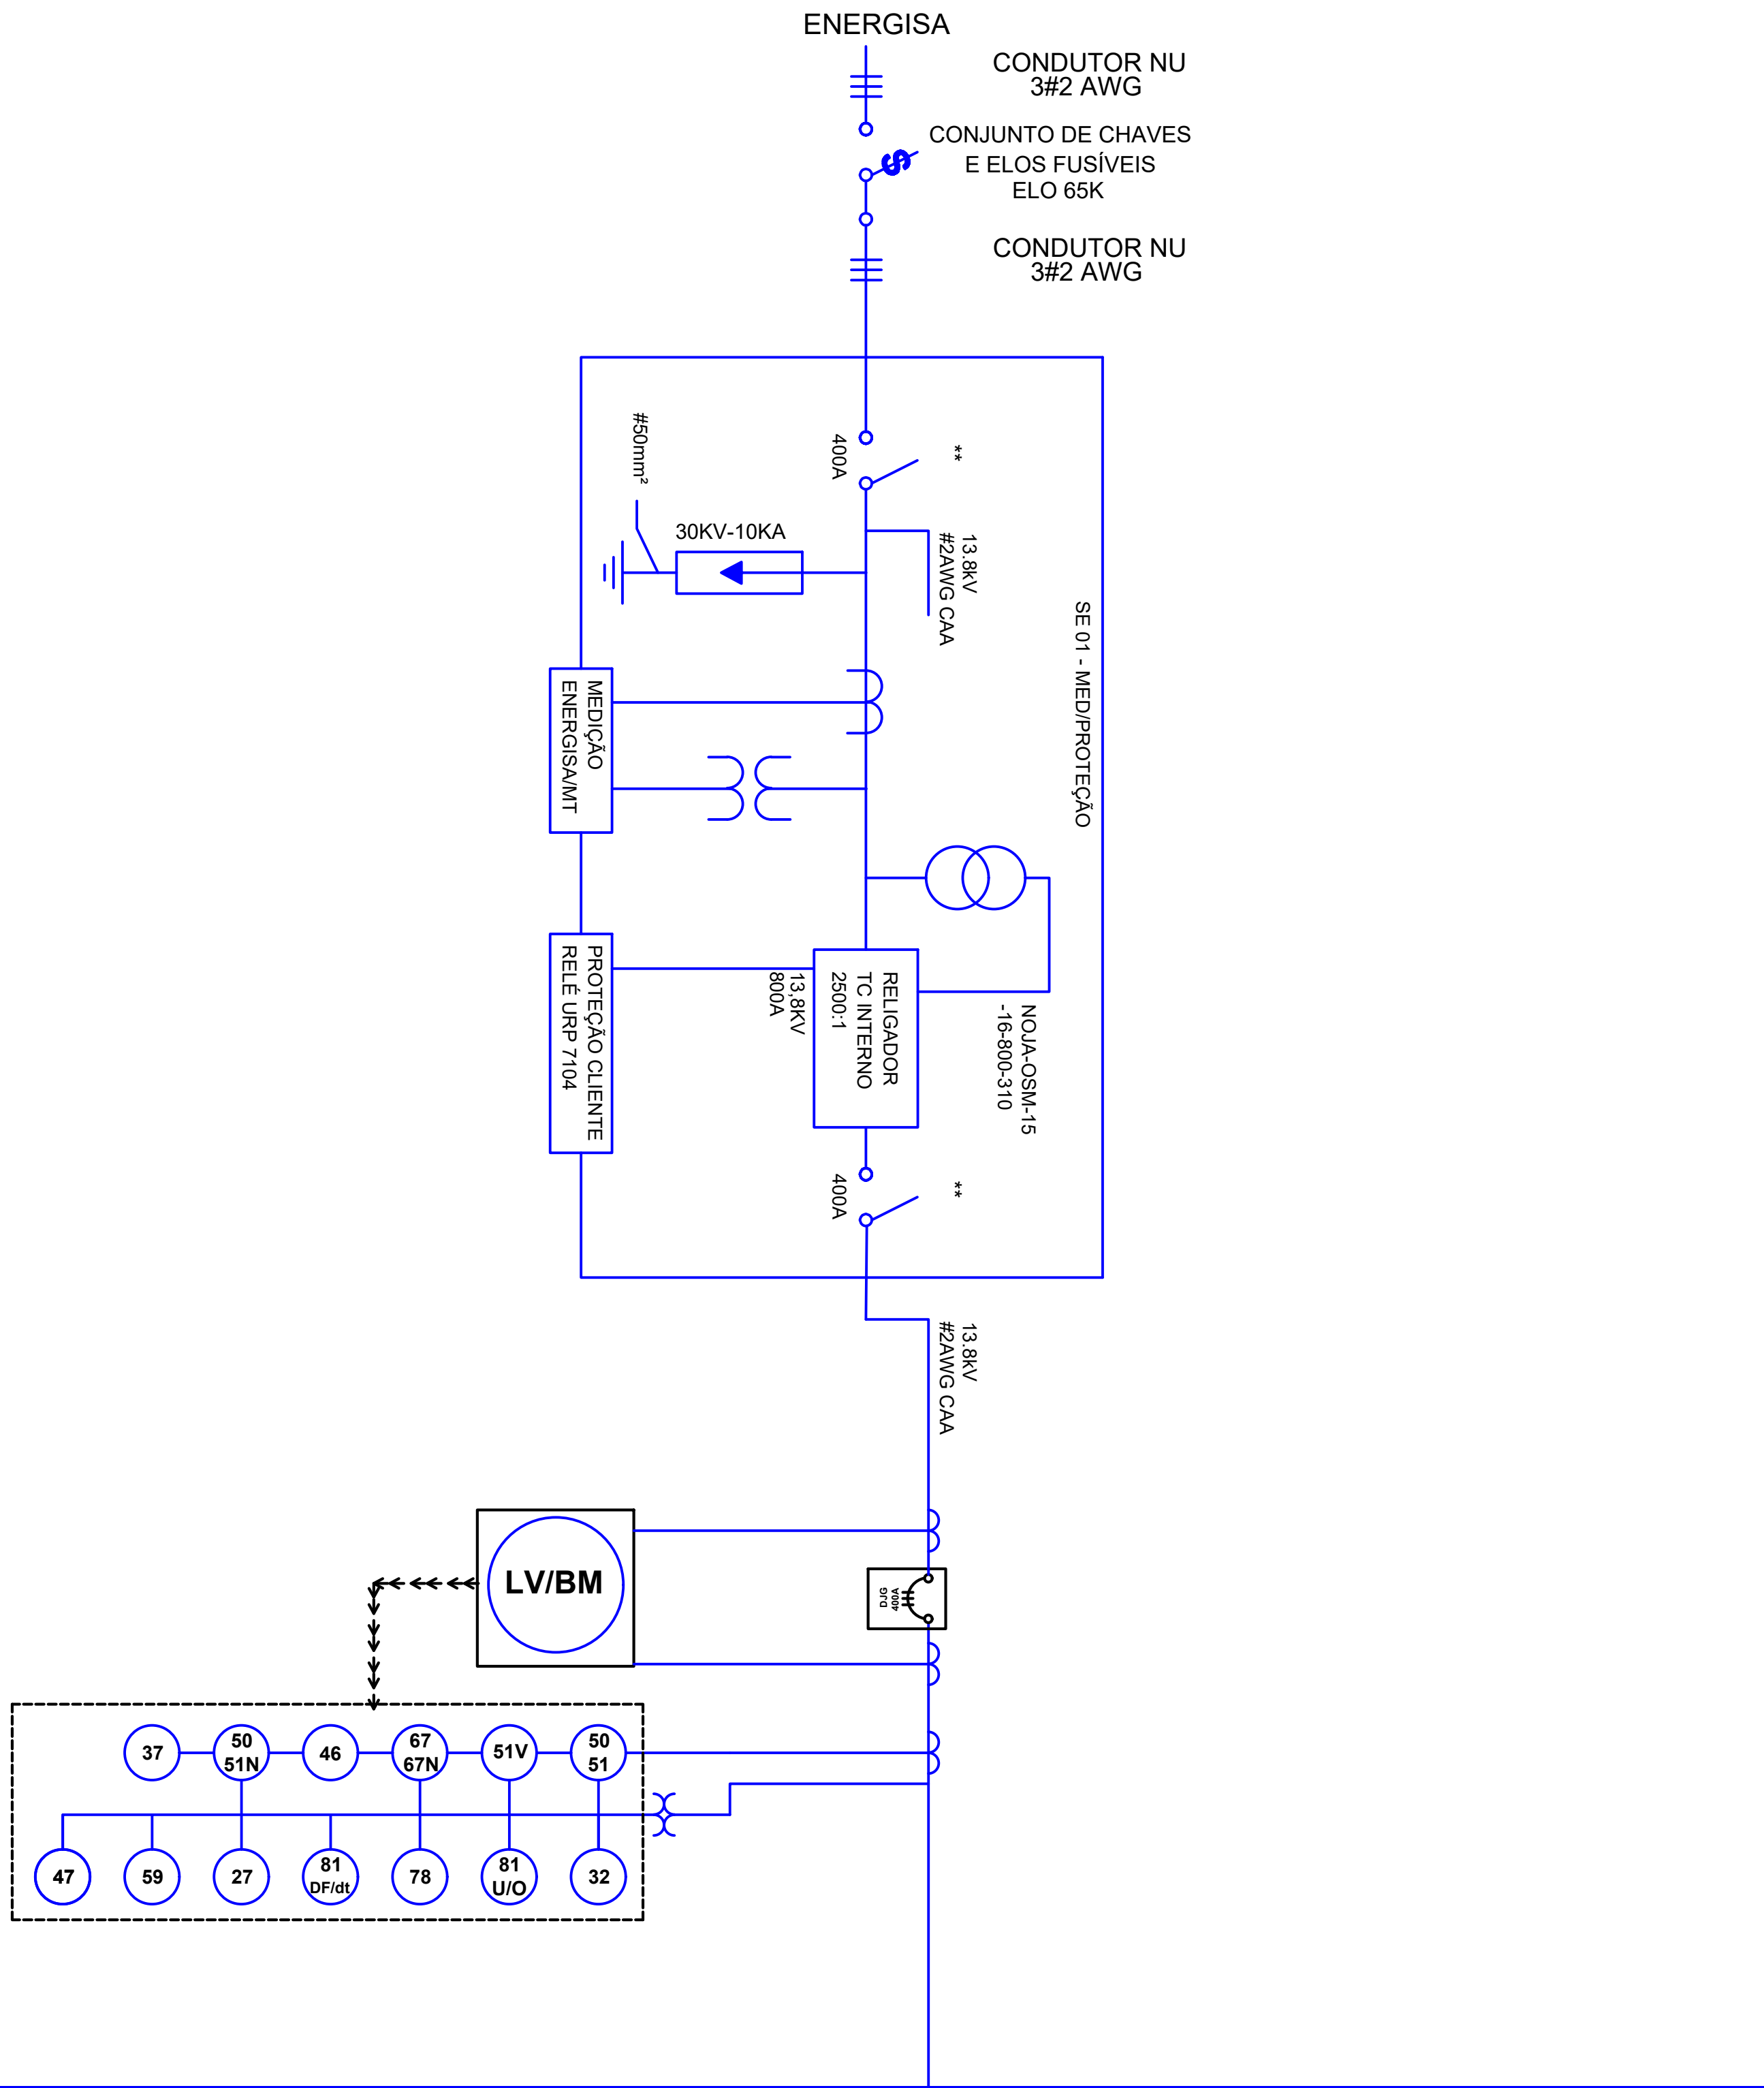 ENERGISA
CONDUTOR NU
3#2 AWG
CONJUNTO DE CHAVES
E ELOS FUSÍVEIS
ELO 65K
CONDUTOR NU
3#2 AWG
#50mm²
400A
**
30KV-10KA
13.8kV
#2AWG CAA
SE 01 - MED/PROTEÇÃO
MEDIÇÃO
ENERGISA/MT
PROTEÇÃO CLIENTE
RELÉ URP 7104
13,8KV
800A
RELIGADOR
TC INTERNO
2500:1
NOJA-OSM-15
-16-800-310
400A
**
13.8kV
#2AWG CAA
LV/BM
400A
DJG
37
50
51N
46
67
67N
51V
50
51
47
59
27
81
DF/dt
78
81
U/O
32